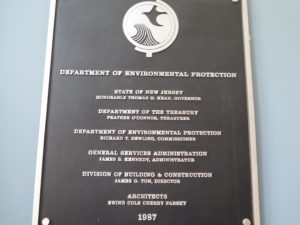 DEPARTMENT OF ENVIRONMENTAL PROTECTION
STATE OF NEW JERSEY
HONORABLE THOMAS H. KEAN, GOVERNOR
DEPARTMENT OF THE TREASURY
FEATHER O'CONNOR, TREASURER
DEPARTMENT OF ENVIRONMENTAL PROTECTION
RICHARD T. DEWLING, COMMISSIONER
GENERAL SERVICES ADMINISTRATION
JAMES B. KENNEDY, ADMINISTRATOR
DIVISION OF BUILDING & CONSTRUCTION
JAMES O. TON, DIRECTOR
ARCHITECTS
EWING COLE CHERRY PARSKY
1987